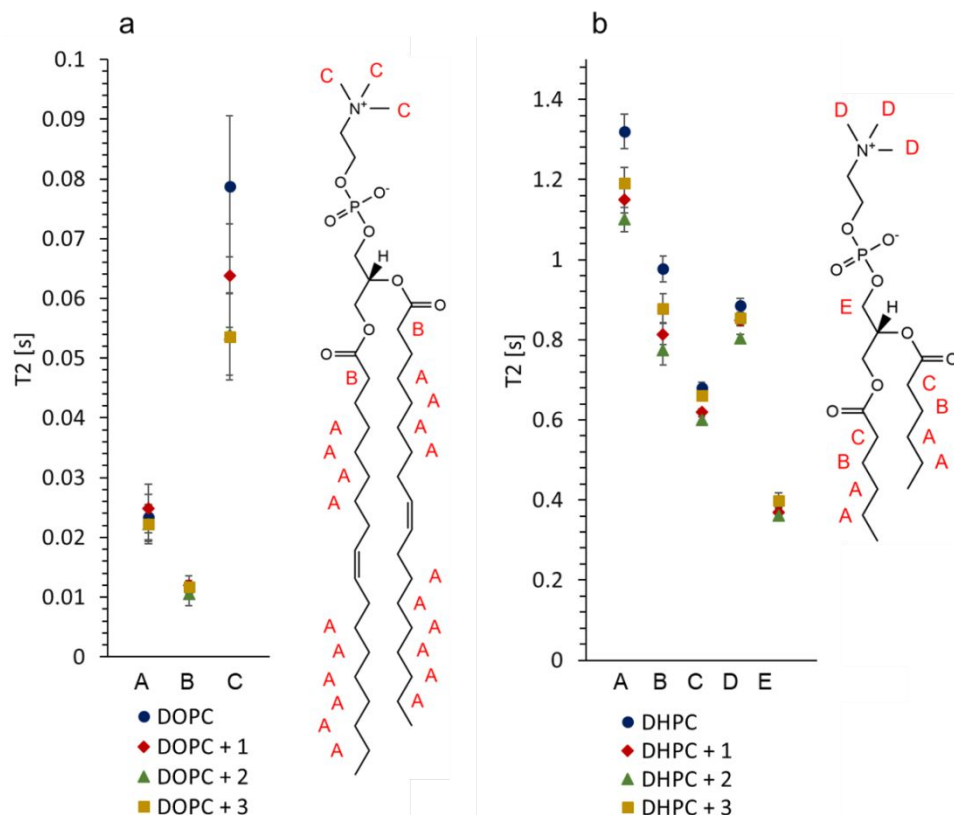 a
0.1
0.09
0.08
0.07
0.06
0.05
0.04
0.03
0.02
0.01
0
T2 [s]
A B C
DOPC
DOPC + 1
DOPC + 2
DOPC + 3
C C
C N+ C
O
O P O-
O
H
O
O O
O B
B A
A
A A
A A
A
A
A
A
A A
A A
A A
A A
A A
A
b
1.4
1.2
1
0.8
0.6
0.4
0.2
0
T2 [s]
A B C D E
DHPC
DHPC + 1
DHPC + 2
DHPC + 3
D D
N+ D
O
O P O-
O
E H
O
O O
O C
C B
B A
A A
A